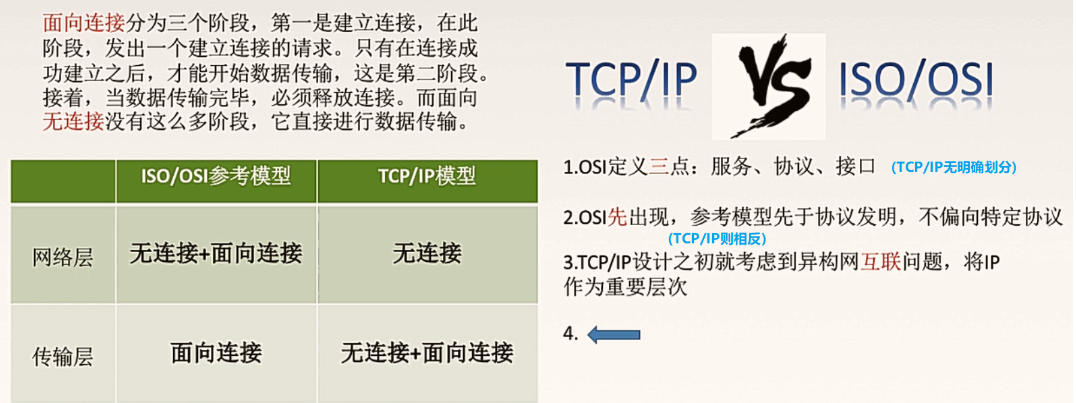 面向连接分为三个阶段，第一是建立连接，在此
阶段，发出一个建立连接的请求。只有在连接成
功建立之后，才能开始数据传输，这是第二阶段。
接着，当数据传输完毕，必须释放连接。而面向
无连接没有这么多阶段，它直接进行数据传输。
ISO/OSI参考模型 TCP/IP模型
网络层 无连接+面向连接 无连接
传输层 面向连接 无连接+面向连接
TCP/IP VS ISO/OSI
1.OSI定义三点：服务、协议、接口 (TCP/IP无明确划分)
2.OSI先出现，参考模型先于协议发明，不偏向特定协议
(TCP/IP则相反)
3.TCP/IP设计之初就考虑到异构网互联问题，将IP
作为重要层次
4.